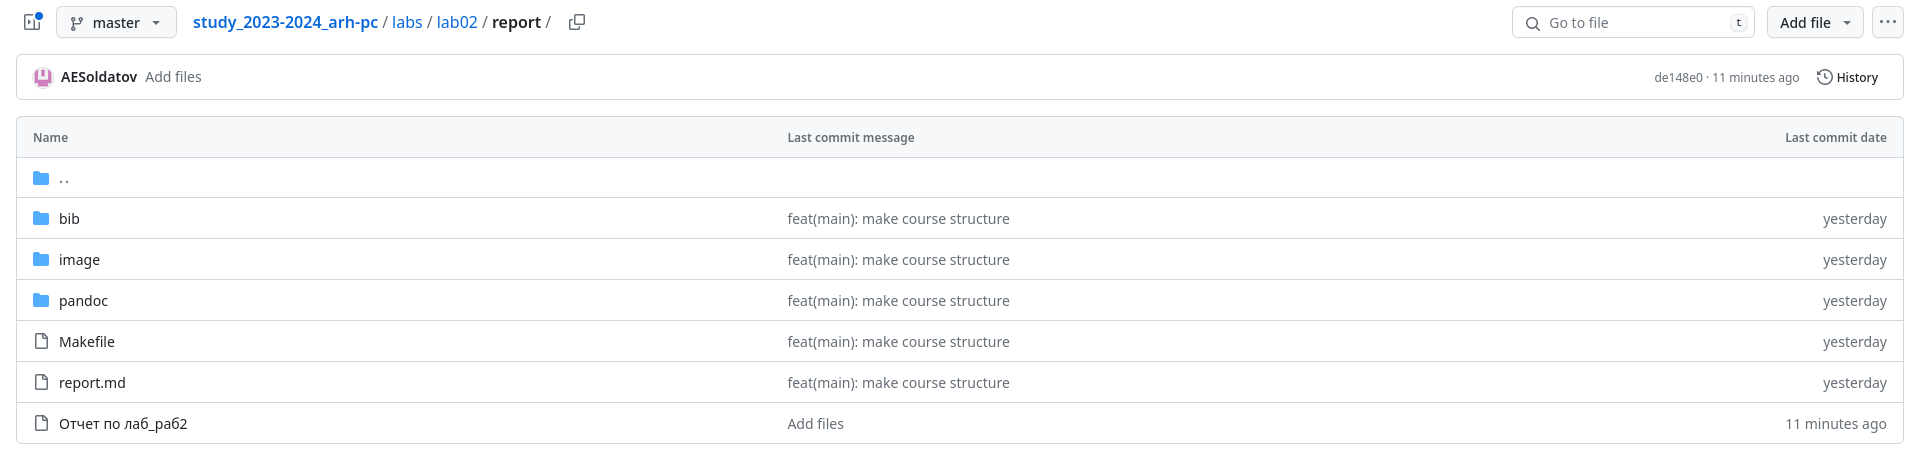 master study_2023-2024_arh-pc / labs / lab02 / report / Go to file t Add file
AESoldatov Add files de148e0 · 11 minutes ago History
Name Last commit message Last commit date
..
bib feat(main): make course structure yesterday
image feat(main): make course structure yesterday
pandoc feat(main): make course structure yesterday
Makefile feat(main): make course structure yesterday
report.md feat(main): make course structure yesterday
Отчет по лаб_раб2 Add files 11 minutes ago